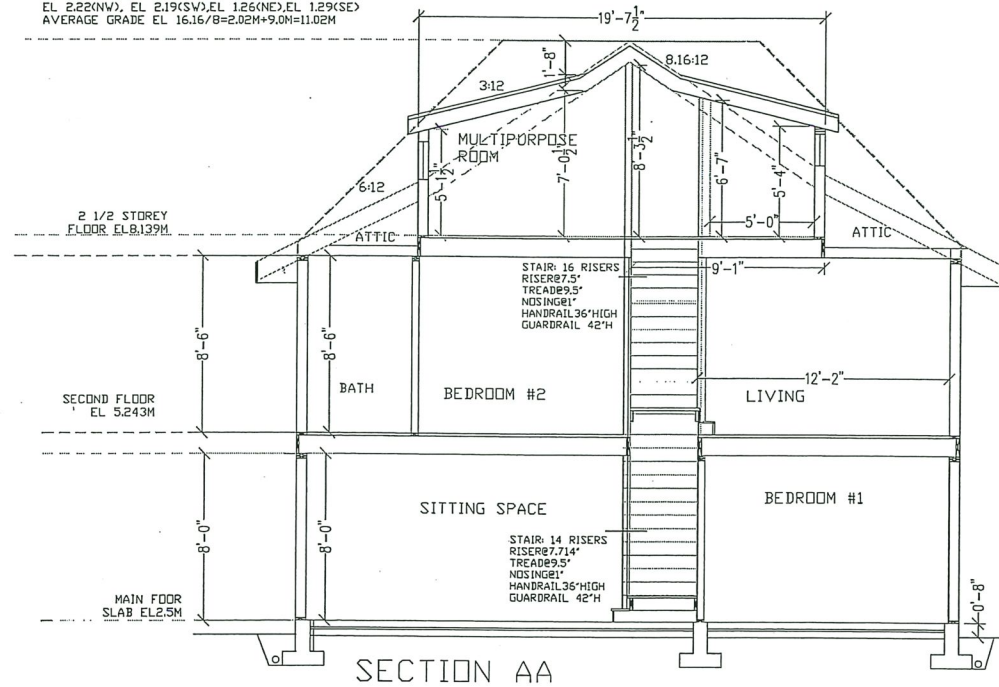 EL 2.22(NW), EL 2.19(SW),EL 1.26(NE),EL 1.29(SE)
AVERAGE GRADE EL 16.16/8=2.02M+9.0M=11.02M
19'-7 1/2"
1'-8"
8.16:12
3:12
MULTIPURPOSE
ROOM
5'-1 1/2"
7'-0 1/2"
8'-3 1/2"
6'-7"
5'-4"
6:12
5'-0"
2 1/2 STOREY
FLOOR EL8.139M
ATTIC
ATTIC
9'-1"
STAIR: 16 RISERS
RISER@7.5"
TREAD@9.5"
NOSING@1"
HANDRAIL36"HIGH
GUARDRAIL 42"H
8'-6"
8'-6"
12'-2"
BATH
BEDROOM #2
LIVING
SECOND FLOOR
EL 5.243M
SITTING SPACE
BEDROOM #1
8'-0"
8'-0"
STAIR: 14 RISERS
RISER@7.714"
TREAD@9.5"
NOSING@1"
HANDRAIL36"HIGH
GUARDRAIL 42"H
MAIN FOOR
SLAB EL2.5M
0'-8"
SECTION AA